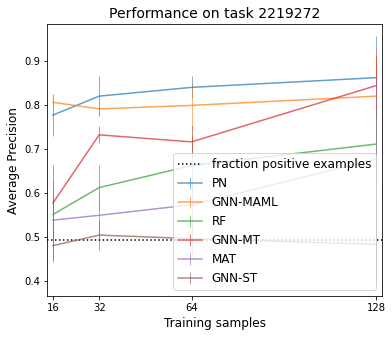 Performance on task 2219272
Average Precision
0.9
0.8
0.7
0.6
0.5
0.4
fraction positive examples
PN
GNN-MAML
RF
GNN-MT
MAT
GNN-ST
16
32
64
128
Training samples